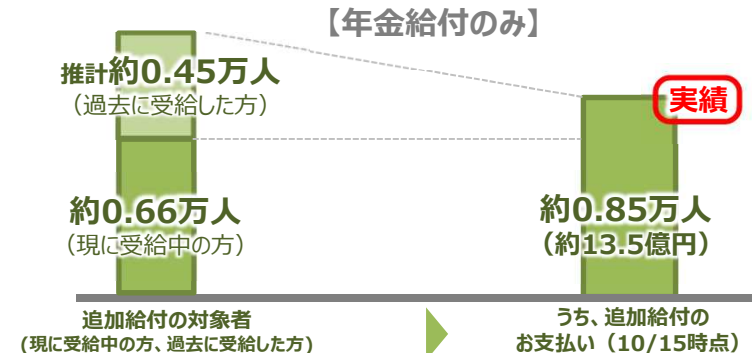 【年金給付のみ】
推計約0.45万人
（過去に受給した方）
実績
約0.66万人
（現に受給中の方）
約0.85万人
（約13.5億円）
追加給付の対象者
(現に受給中の方、過去に受給した方)
うち、追加給付の
お支払い（10/15時点）